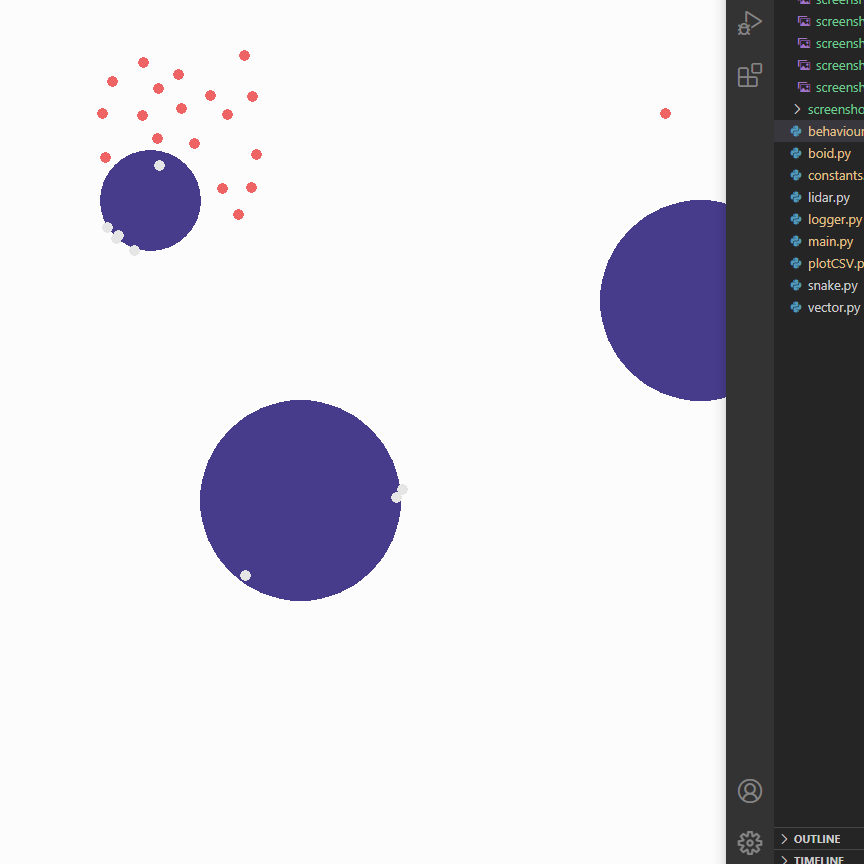 screensh
screensh
screensh
screensh
screensho
behaviour
boid.py
constants.
lidar.py
logger.py
main.py
plotCSV.p
snake.py
vector.py
OUTLINE
TIMELINE